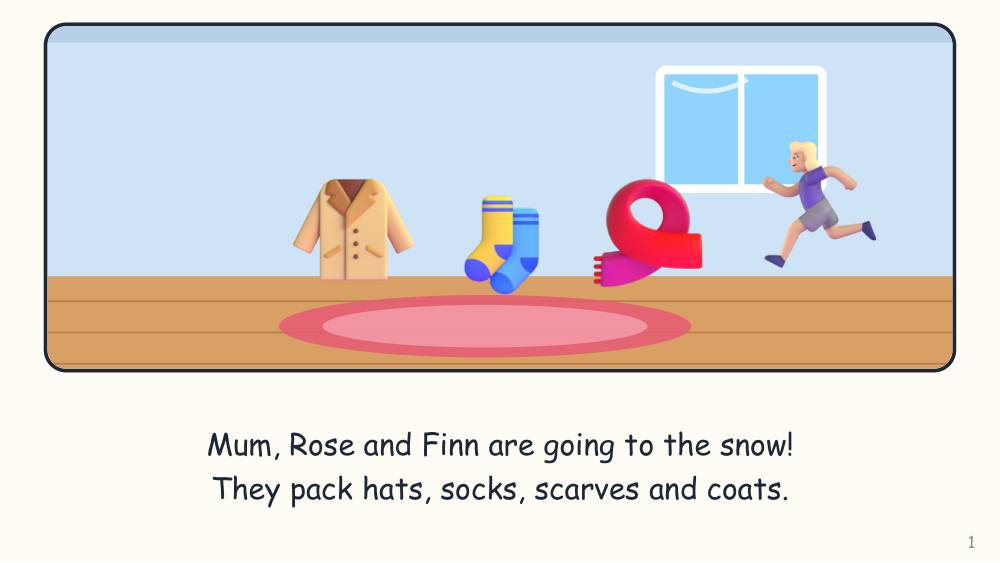 Mum, Rose and Finn are going to the snow!
They pack hats, socks, scarves and coats.
1